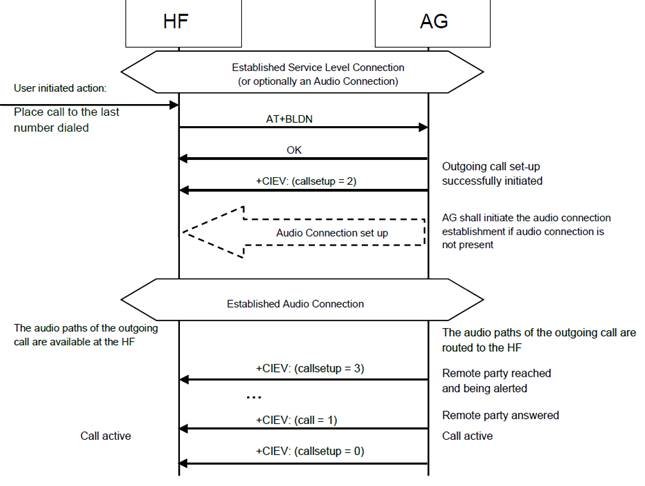 HF
AG
Established Service Level Connection
(or optionally an Audio Connection)
User initiated action:
Place call to the last
number dialed
AT+BLDN
OK
Outgoing call set-up
successfully initiated
+CIEV: (callsetup = 2)
AG shall initiate the audio connection
establishment if audio connection is
not present
Audio Connection set up
Established Audio Connection
The audio paths of the outgoing
call are available at the HF
The audio paths of the outgoing call are
routed to the HF
+CIEV: (callsetup = 3)
Remote party reached
and being alerted
...
+CIEV: (call = 1)
Remote party answered
Call active
Call active
+CIEV: (callsetup = 0)